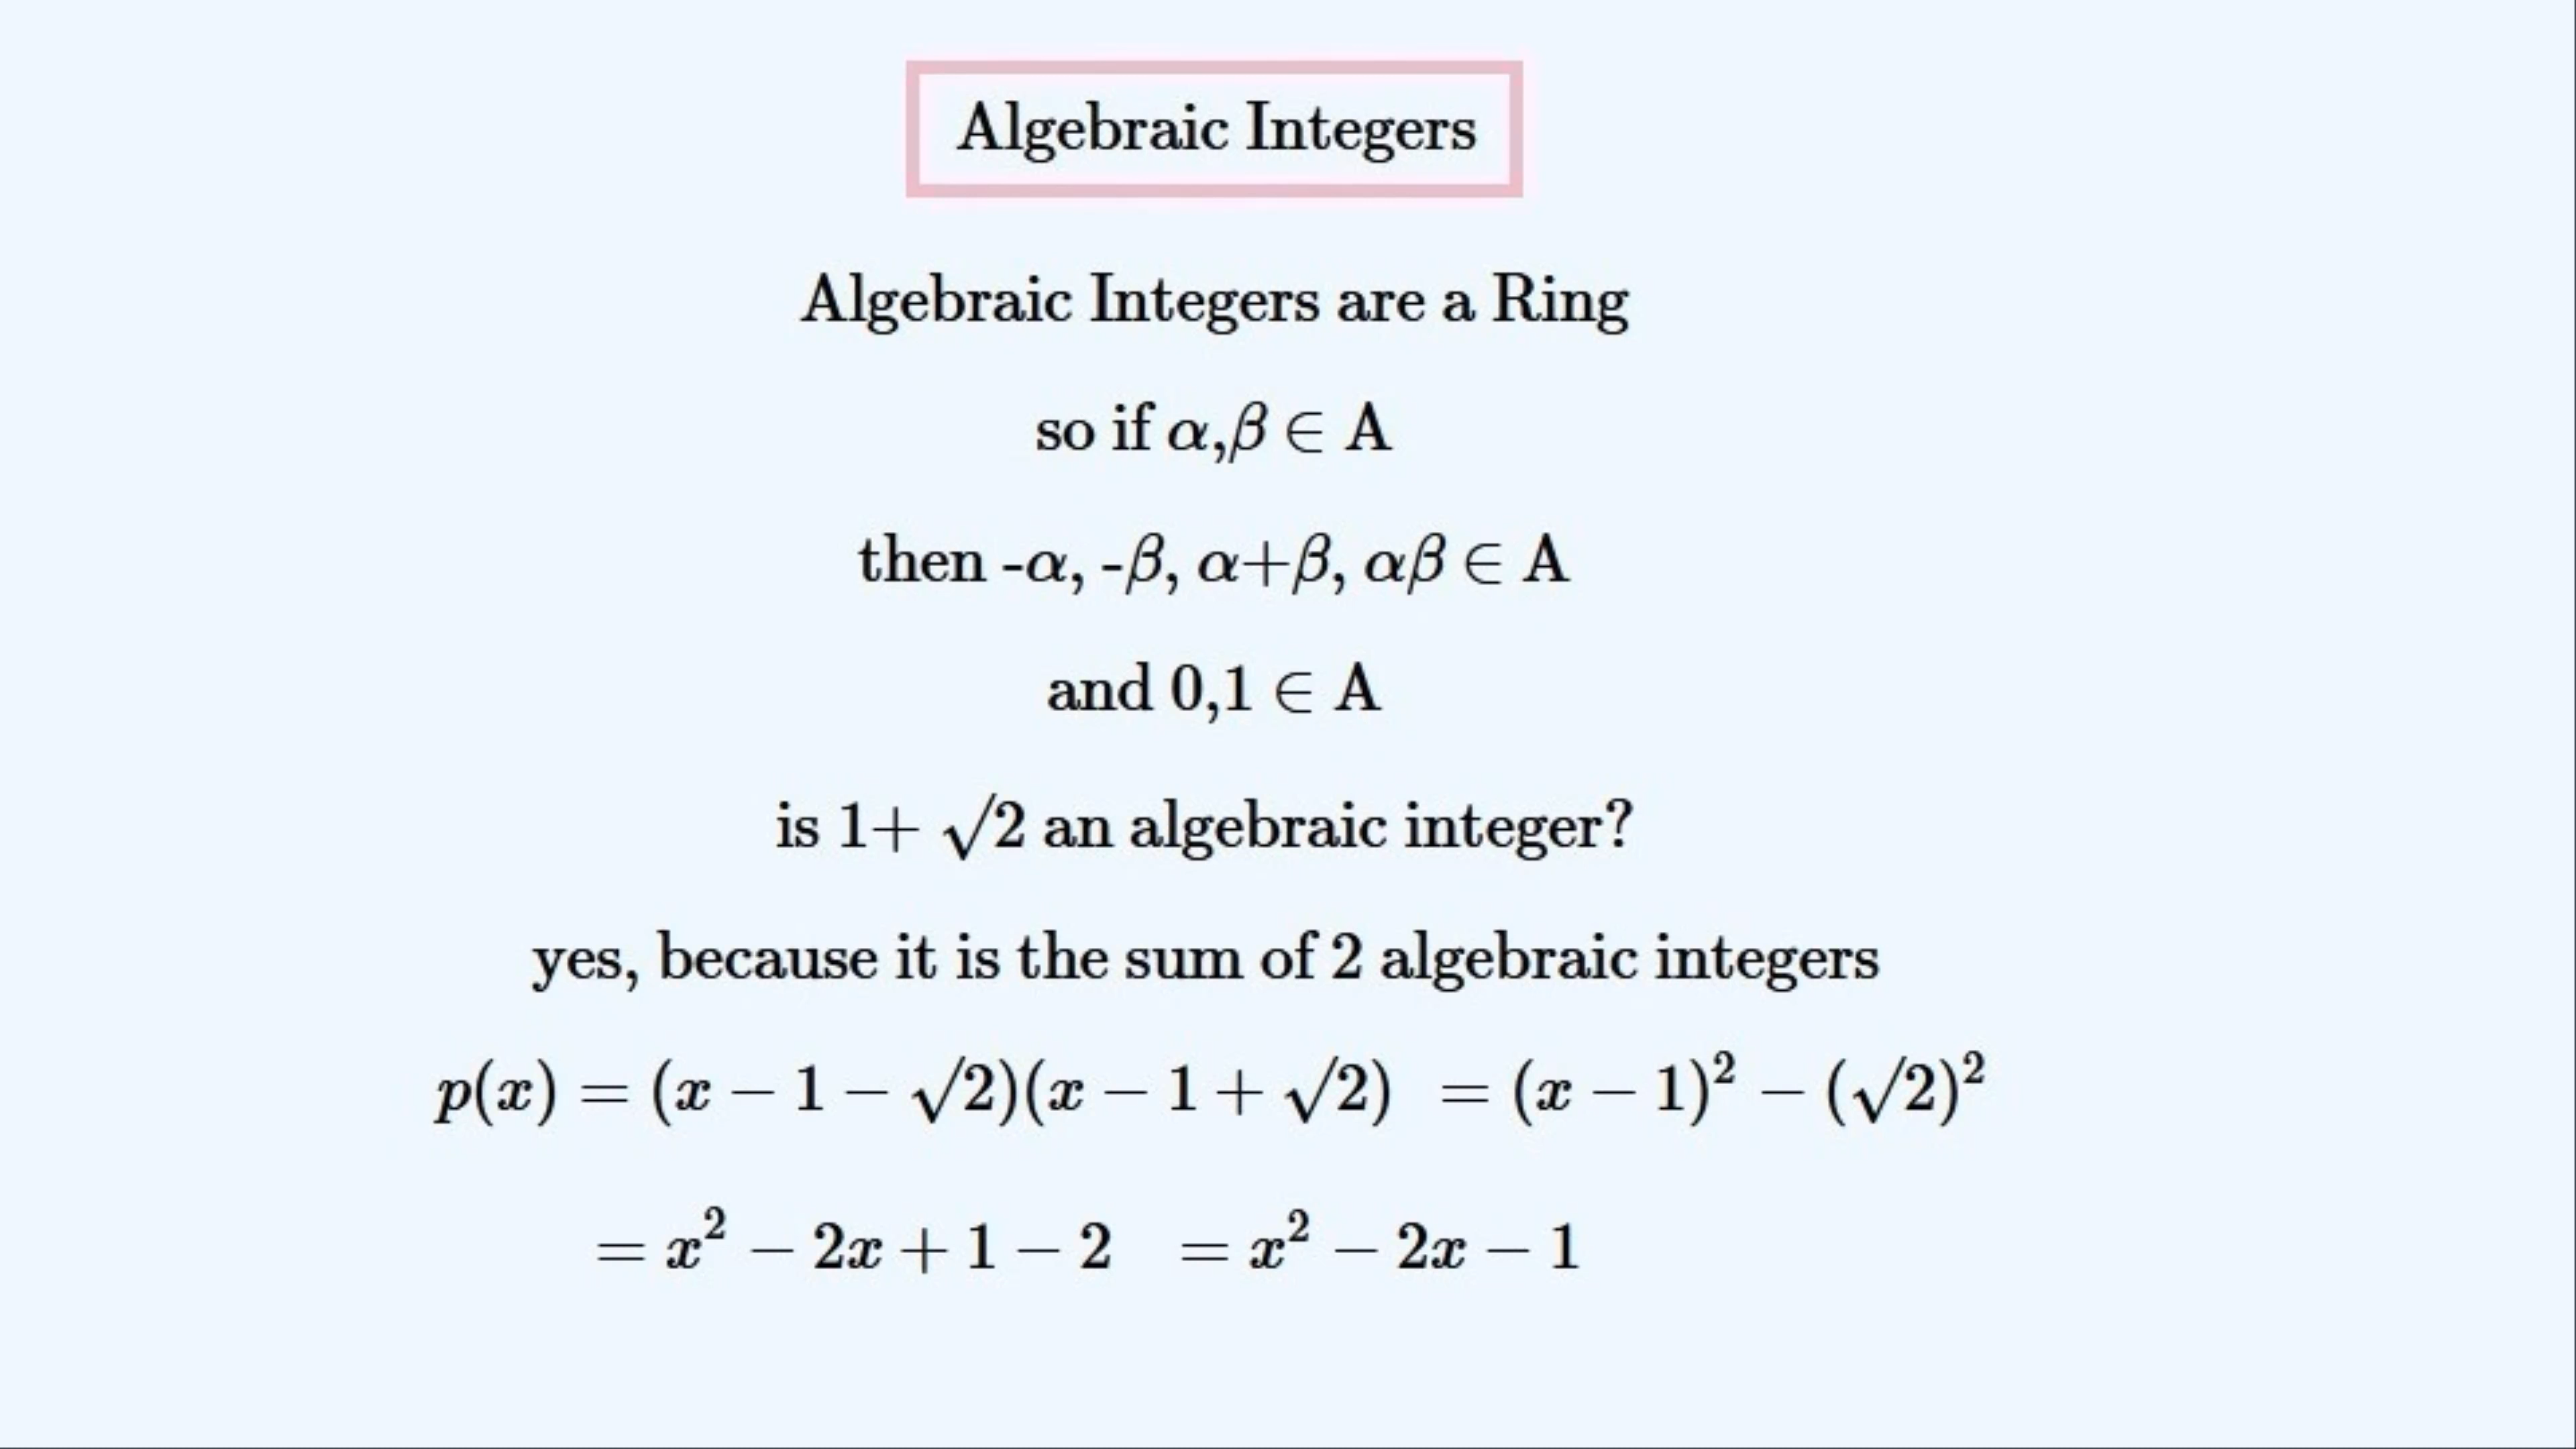 Algebraic Integers
Algebraic Integers are a Ring
so if α,β ∈ A
then -α, -β, α+β, αβ ∈ A
and 0,1 ∈ A
is 1+ √2 an algebraic integer?
yes, because it is the sum of 2 algebraic integers
p(x) = (x − 1 − √2)(x − 1 + √2) = (x − 1)² − (√2)²
= x² − 2x + 1 − 2 = x² − 2x − 1